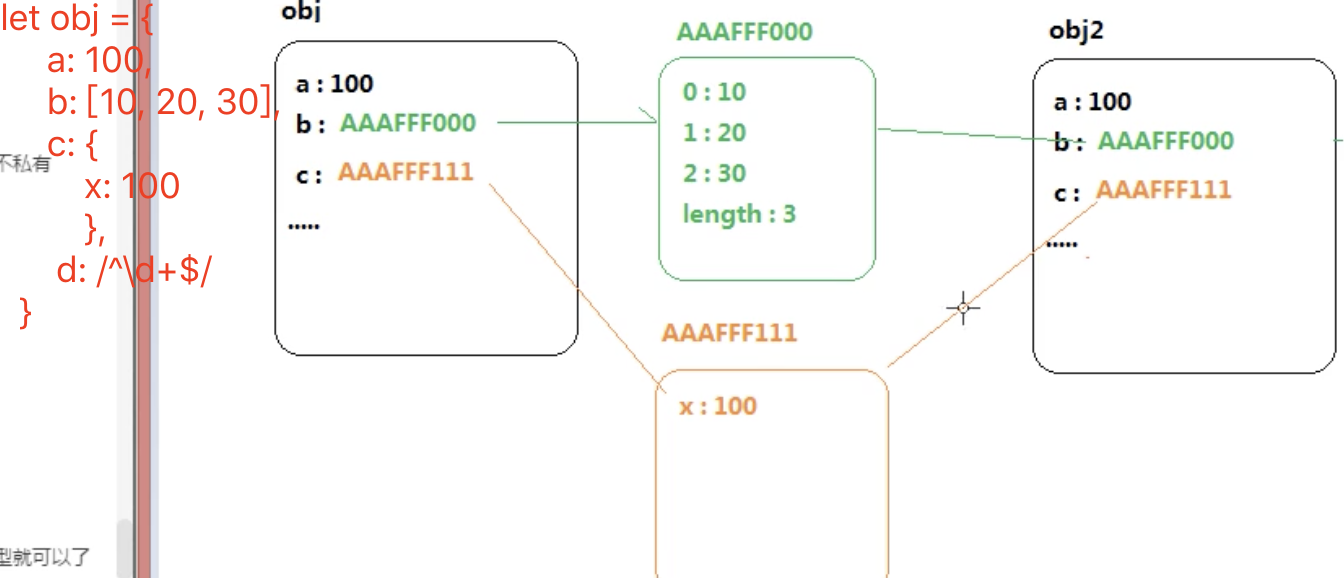 let obj = {
a: 100,
b: [10, 20, 30],
c: {
x: 100
},
d: /^\d+$/
}
不私有
型就可以了
obj
a : 100
b : AAAFFF000
c : AAAFFF111
.....
AAAFFF000
0 : 10
1 : 20
2 : 30
length : 3
AAAFFF111
x : 100
obj2
a : 100
b : AAAFFF000
c : AAAFFF111
.....